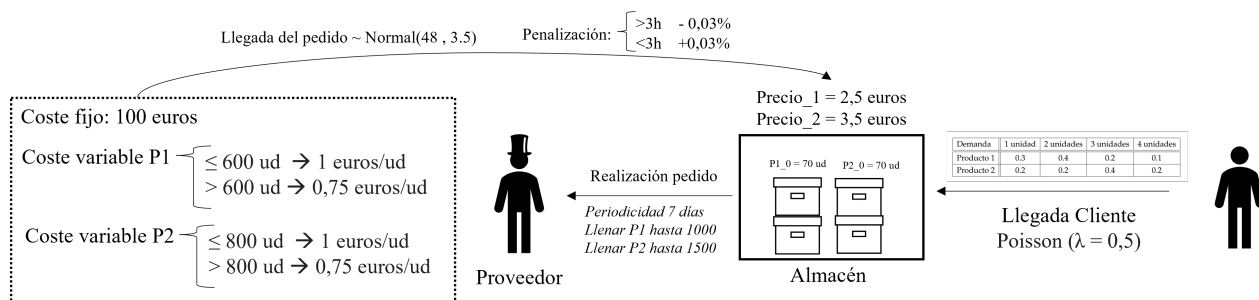 Llegada del pedido ~ Normal(48 , 3.5)
Penalización:
>3h - 0,03%
<3h +0,03%
Coste fijo: 100 euros
Coste variable P1
≤ 600 ud → 1 euros/ud
> 600 ud → 0,75 euros/ud
Coste variable P2
≤ 800 ud → 1 euros/ud
> 800 ud → 0,75 euros/ud
Proveedor
Realización pedido
Periodicidad 7 días
Llenar P1 hasta 1000
Llenar P2 hasta 1500
Precio_1 = 2,5 euros
Precio_2 = 3,5 euros
P1_0 = 70 ud P2_0 = 70 ud
Almacén
Demanda 1 unidad 2 unidades 3 unidades 4 unidades
Producto 1 0.3 0.4 0.2 0.1
Producto 2 0.2 0.2 0.4 0.2
Llegada Cliente
Poisson (λ = 0,5)